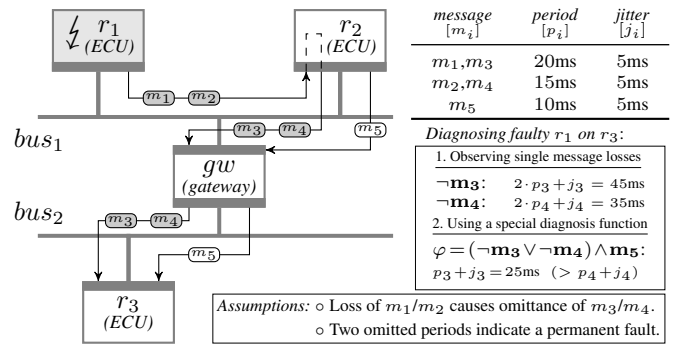 r1
(ECU)
r2
(ECU)
m1 m2
m3 m4
m5
bus1
gw
(gateway)
bus2
m3 m4
m5
r3
(ECU)
message period jitter
[mi] [pi] [ji]
m1,m3 20ms 5ms
m2,m4 15ms 5ms
m5 10ms 5ms
Diagnosing faulty r1 on r3:
1. Observing single message losses
¬m3: 2·p3+j3 = 45ms
¬m4: 2·p4+j4 = 35ms
2. Using a special diagnosis function
φ=(¬m3∨¬m4)∧m5:
p3+j3=25ms (> p4+j4)
Assumptions: ○ Loss of m1/m2 causes omittance of m3/m4.
○ Two omitted periods indicate a permanent fault.